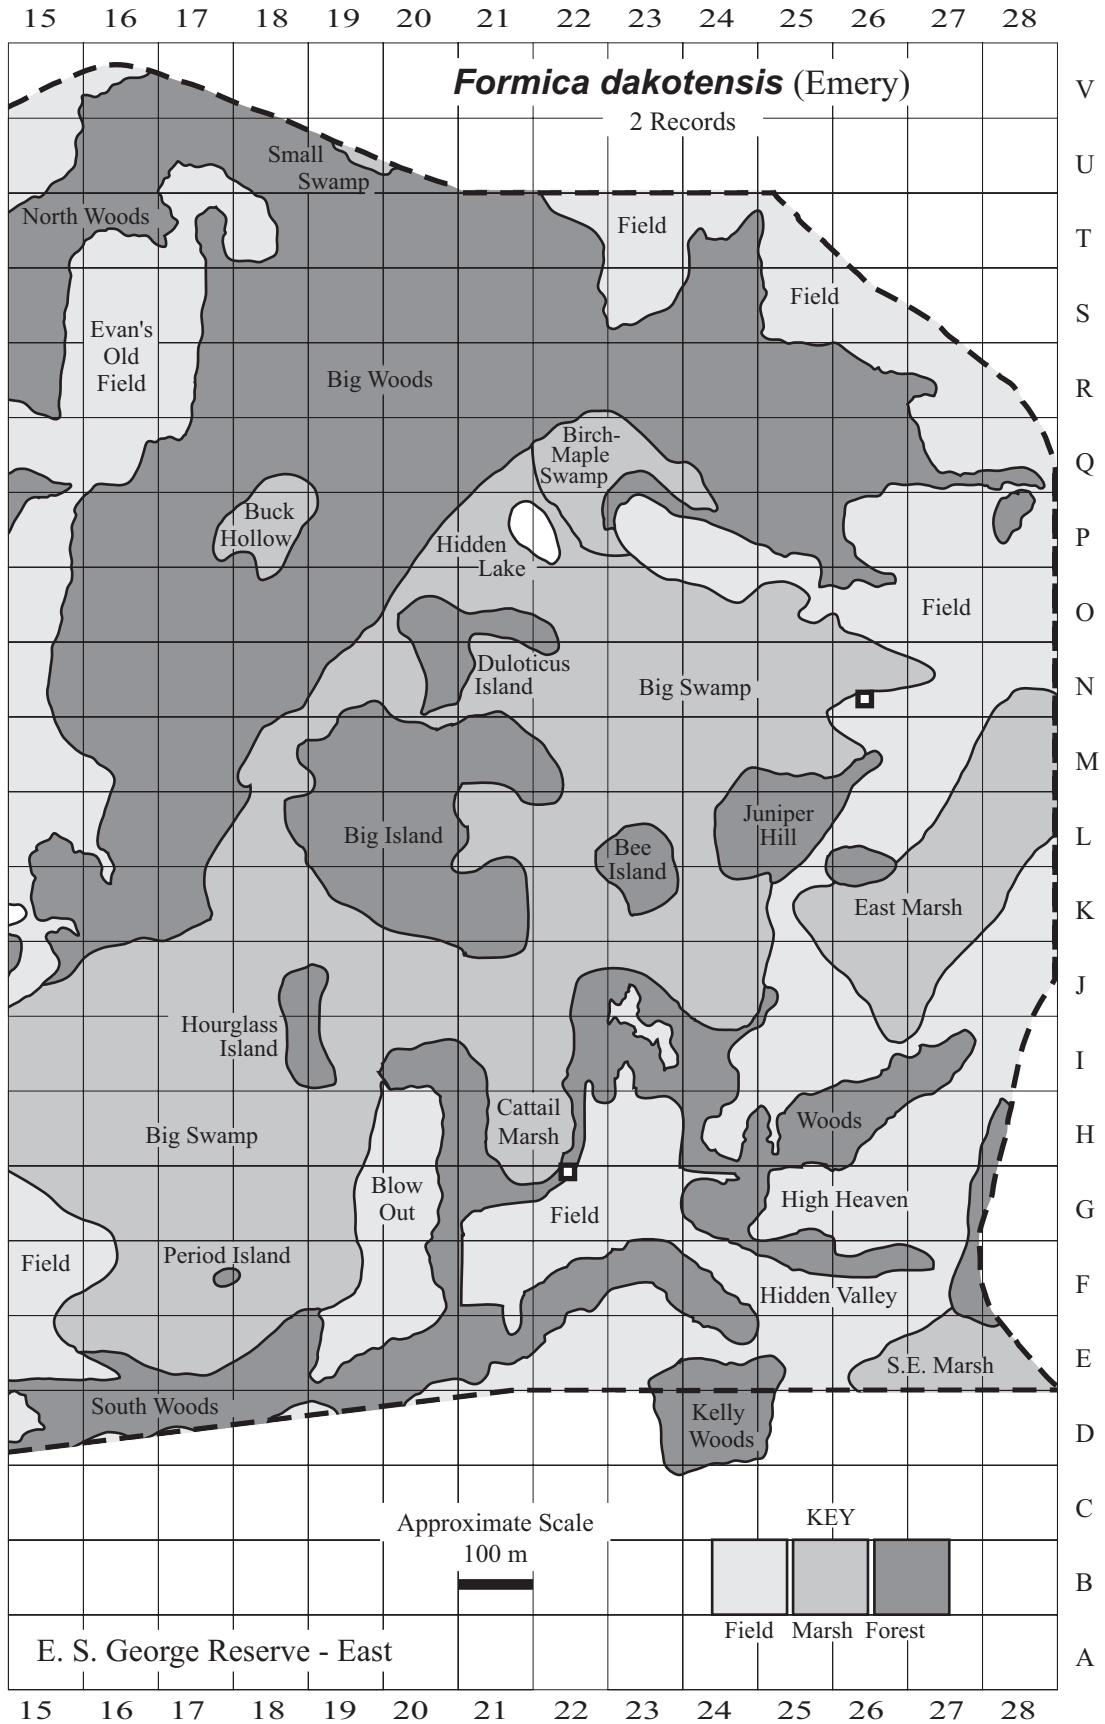 15 16 17 18 19 20 21 22 23 24 25 26 27 28
Formica dakotensis (Emery)
V
2 Records
Small
Swamp
U
North Woods
Field
T
Field
S
Evan's
Old
Field
Big Woods
R
Birch-
Maple
Swamp
Q
Buck
Hollow
Hidden
Lake
P
Field
O
Duloticus
Island
Big Swamp
N
M
Big Island
Juniper
Hill
L
Bee
Island
East Marsh
K
J
Hourglass
Island
I
Cattail
Marsh
Woods
Big Swamp
H
Blow
Out
High Heaven
Field
G
Period Island
Field
Hidden Valley
F
S.E. Marsh
E
South Woods
Kelly
Woods
D
C
Approximate Scale
100 m
KEY
B
Field Marsh Forest
E. S. George Reserve - East
A
15 16 17 18 19 20 21 22 23 24 25 26 27 28